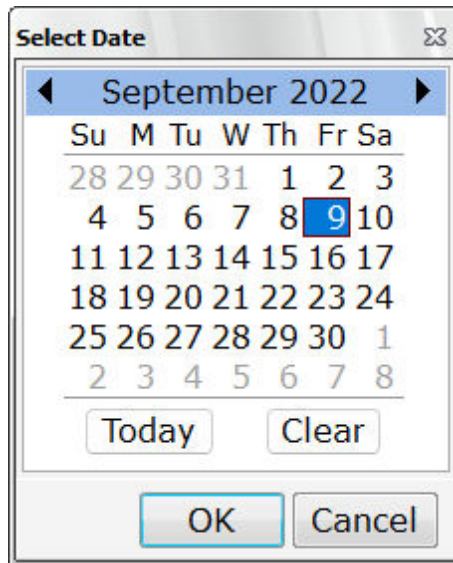 Select Date
September 2022
Su M Tu W Th Fr Sa
28 29 30 31 1 2 3
4 5 6 7 8 9 10
11 12 13 14 15 16 17
18 19 20 21 22 23 24
25 26 27 28 29 30 1
2 3 4 5 6 7 8
Today Clear
OK Cancel